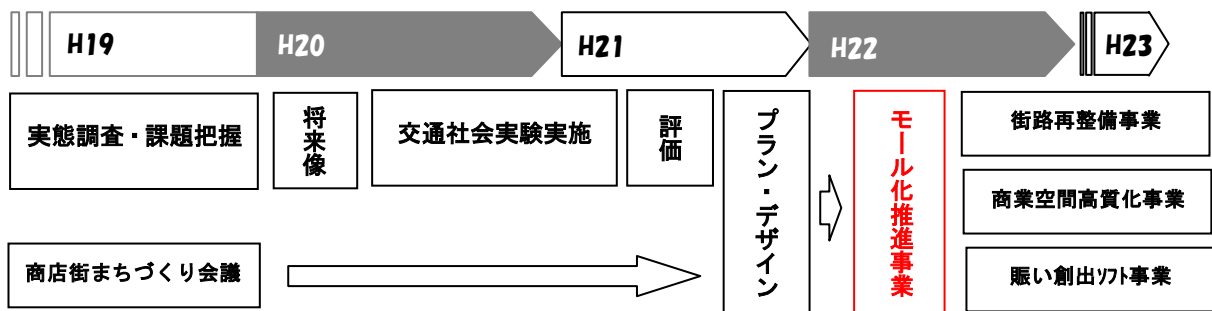 H19
H20
H21
H22
H23
実態調査・課題把握
将来像
交通社会実験実施
評価
プラン・デザイン
モール化推進事業
街路再整備事業
商業空間高質化事業
賑い創出ソフト事業
商店街まちづくり会議